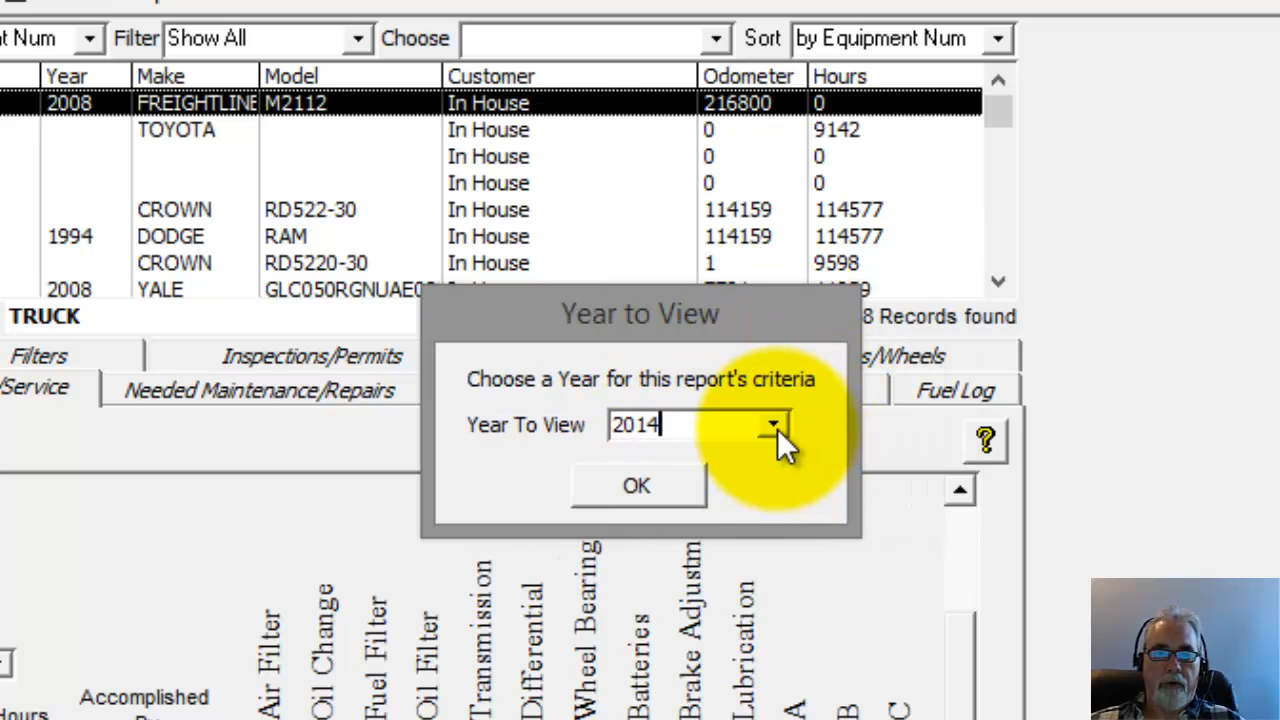 t Num Filter Show All Choose Sort by Equipment Num
Year Make Model Customer Odometer Hours
2008 FREIGHTLINE M2112 In House 216800 0
TOYOTA In House 0 9142
In House 0 0
In House 0 0
CROWN RD522-30 In House 114159 114577
1994 DODGE RAM In House 114159 114577
CROWN RD5220-30 In House 1 9598
2008 YALE GLC050RGNUAE0
TRUCK 8 Records found
Filters Inspections/Permits s/Wheels
/Service Needed Maintenance/Repairs Fuel Log
Year to View
Choose a Year for this report's criteria
Year To View 2014
OK
?
Hours
Accomplished
By
Air Filter
Oil Change
Fuel Filter
Oil Filter
Transmission
Differential
Wheel Bearing
Batteries
Brake Adjustm
Lubrication
A
B
C